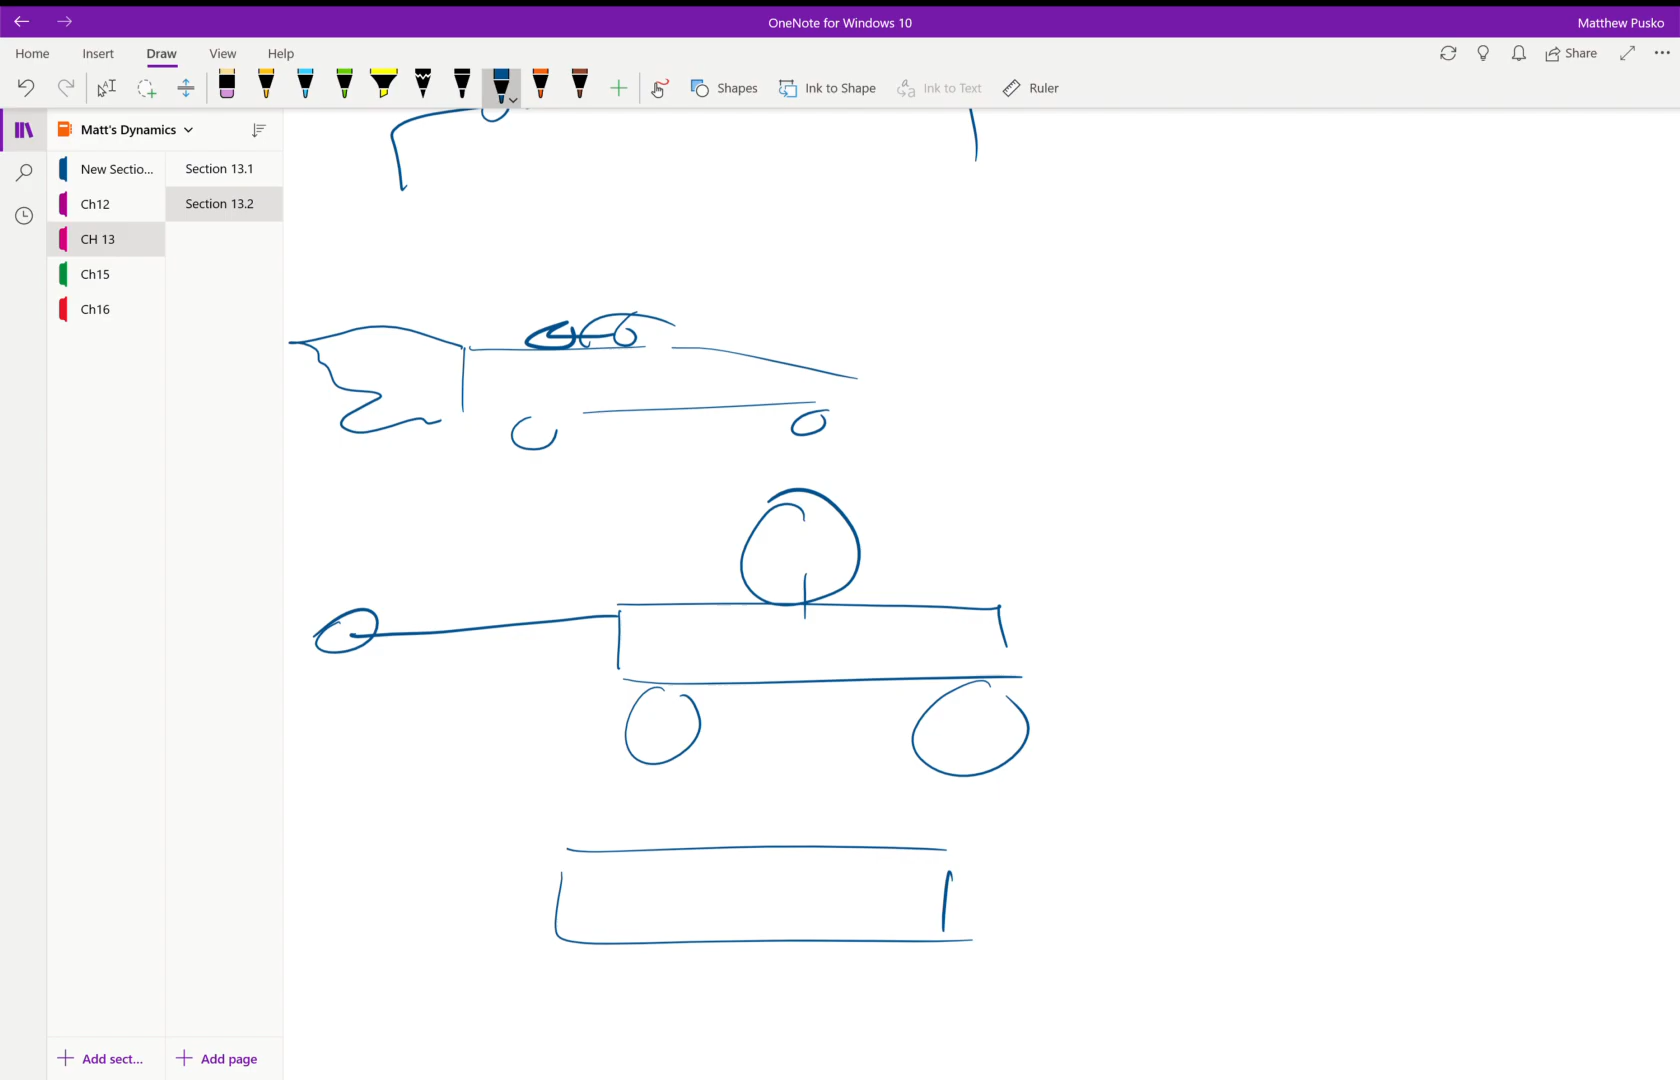 OneNote for Windows 10
Matthew Pusko
Home Insert Draw View Help
Share
Shapes
Ink to Shape
Ink to Text
Ruler
Matt's Dynamics
New Sectio...
Section 13.1
Ch12
Section 13.2
CH 13
Ch15
Ch16
Add sect...
Add page